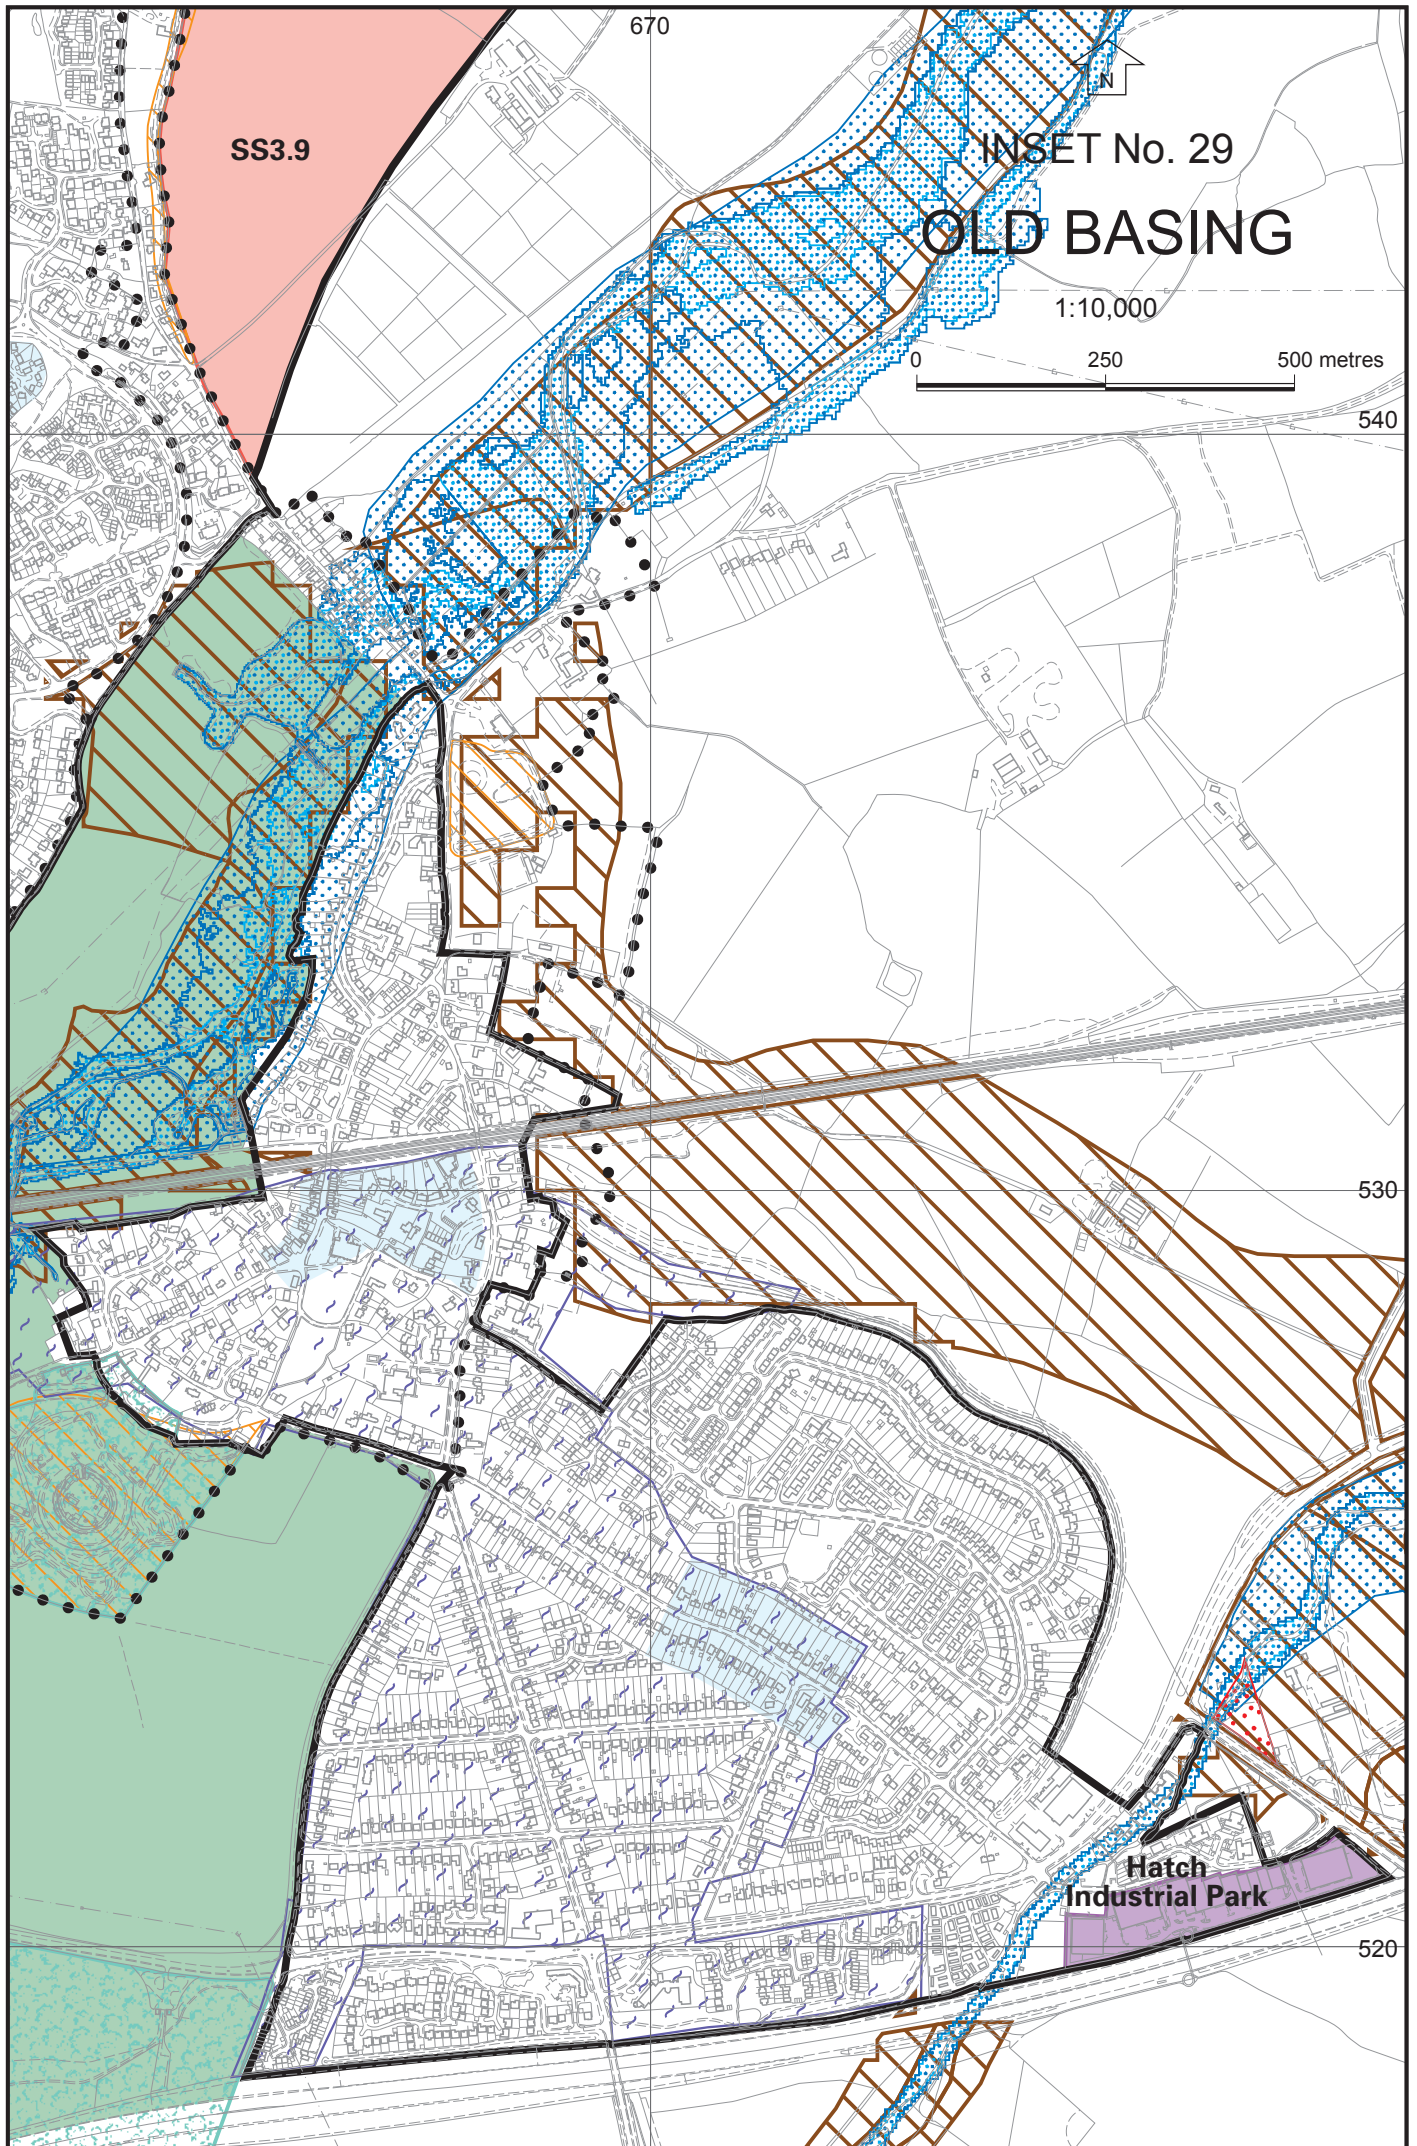 670
N
SS3.9
INSET No. 29
OLD BASING
1:10,000
0 250 500 metres
540
530
Hatch
Industrial Park
520